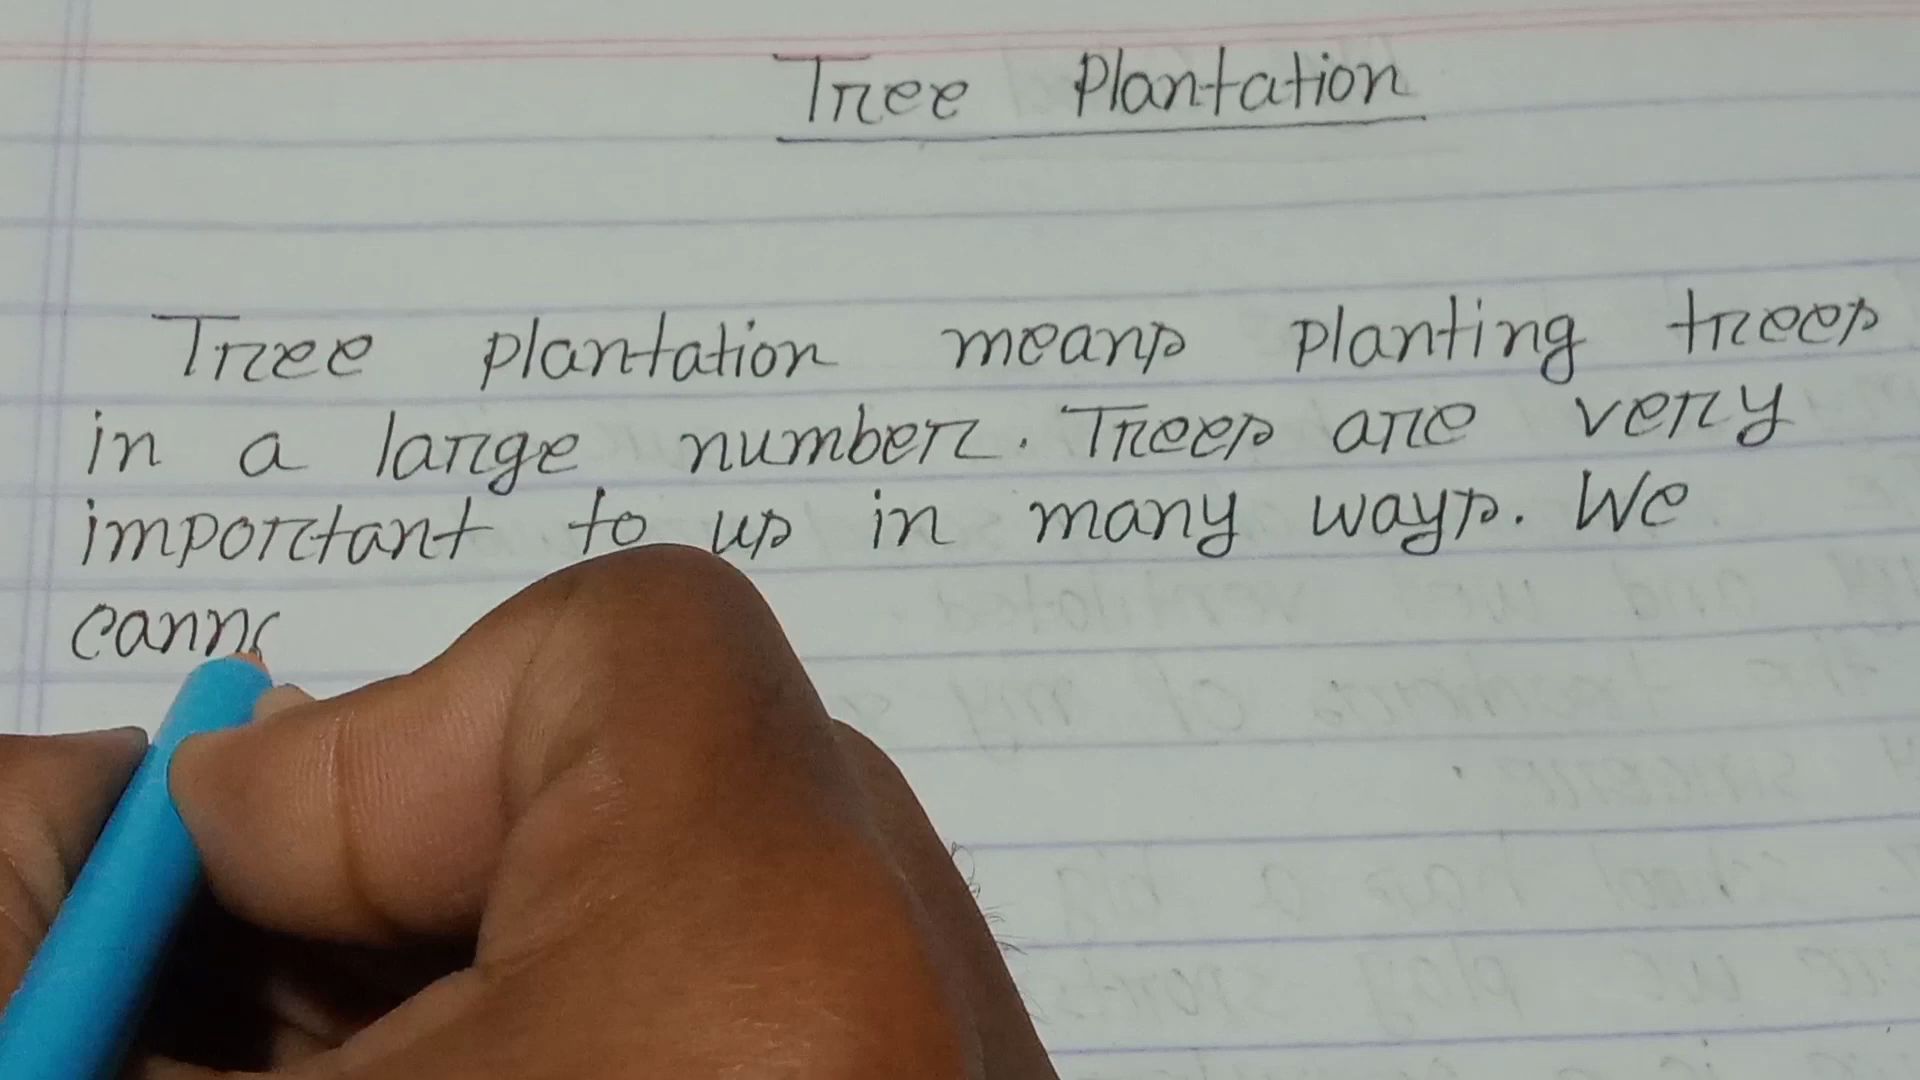 Tree Plantation
Tree plantation means planting trees
in a large number. Trees are very
important to us in many ways. We
canno